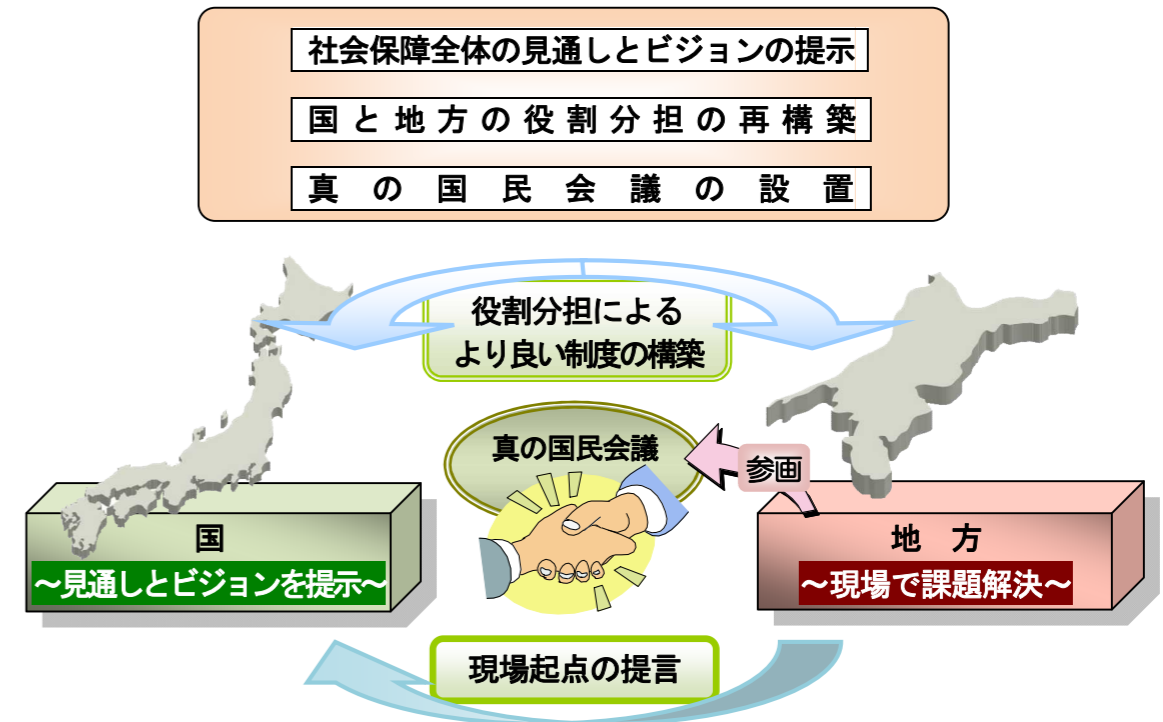 社会保障全体の見通しとビジョンの提示
国と地方の役割分担の再構築
真の国民会議の設置
役割分担による
より良い制度の構築
真の国民会議
参画
国
～見通しとビジョンを提示～
地方
～現場で課題解決～
現場起点の提言